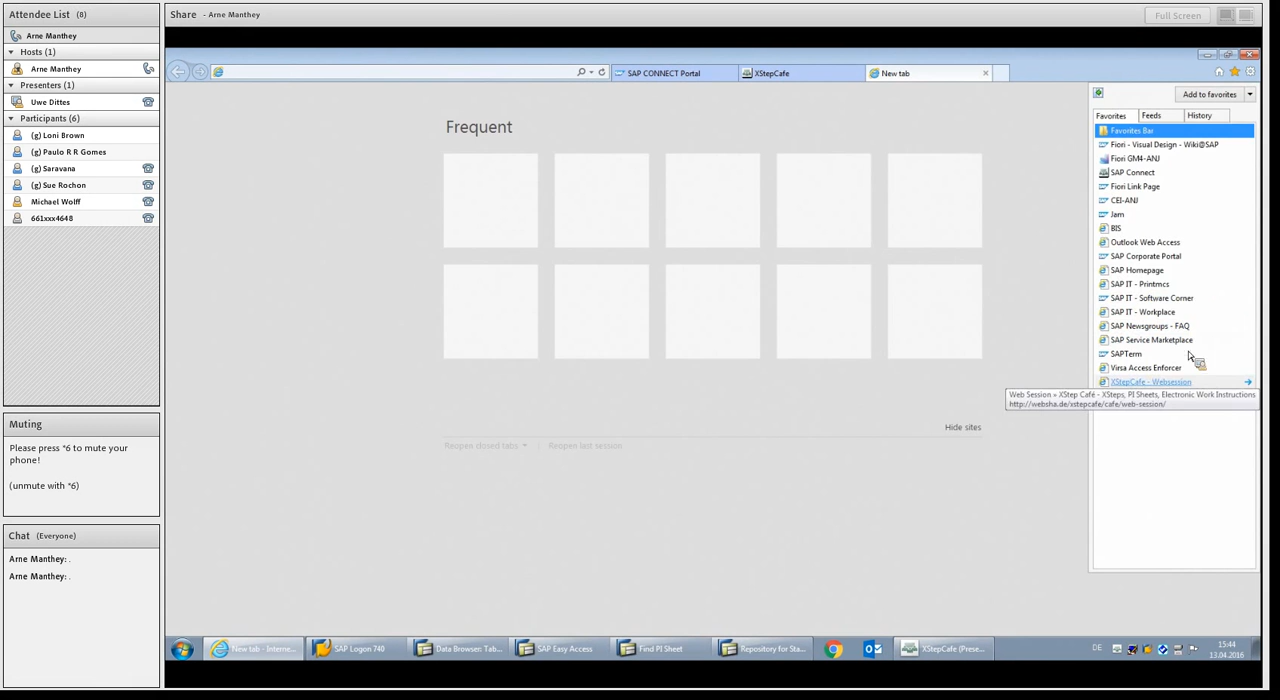 Attendee List (8)
Arne Manthey
Hosts (1)
Arne Manthey
Presenters (1)
Uwe Dittes
Participants (6)
(g) Loni Brown
(g) Paulo R R Gomes
(g) Saravana
(g) Sue Rochon
Michael Wolff
661xxx4648
Muting
Please press *6 to mute your
phone!
(unmute with *6)
Chat (Everyone)
Arne Manthey: .
Arne Manthey: .
Share - Arne Manthey
Full Screen
SAP CONNECT Portal
XStepCafe
New tab
Frequent
Hide sites
Reopen closed tabs
Reopen last session
Add to favorites
Favorites
Feeds
History
Favorites Bar
Fiori - Visual Design - Wiki@SAP
Fiori GM4-ANJ
SAP Connect
Fiori Link Page
CEI-ANJ
Jam
BIS
Outlook Web Access
SAP Corporate Portal
SAP Homepage
SAP IT - Printmcs
SAP IT - Software Corner
SAP IT - Workplace
SAP Newsgroups - FAQ
SAP Service Marketplace
SAPTerm
Virsa Access Enforcer
XStepCafe - Websession
Web Session » XStep Café - XSteps, PI Sheets, Electronic Work Instructions
http://websha.de/xstepcafe/cafe/web-session/
New tab - Interne...
SAP Logon 740
Data Browser: Tab...
SAP Easy Access
Find PI Sheet
Repository for Sta...
XStepCafe (Prese...
DE
15:44
13.04.2016